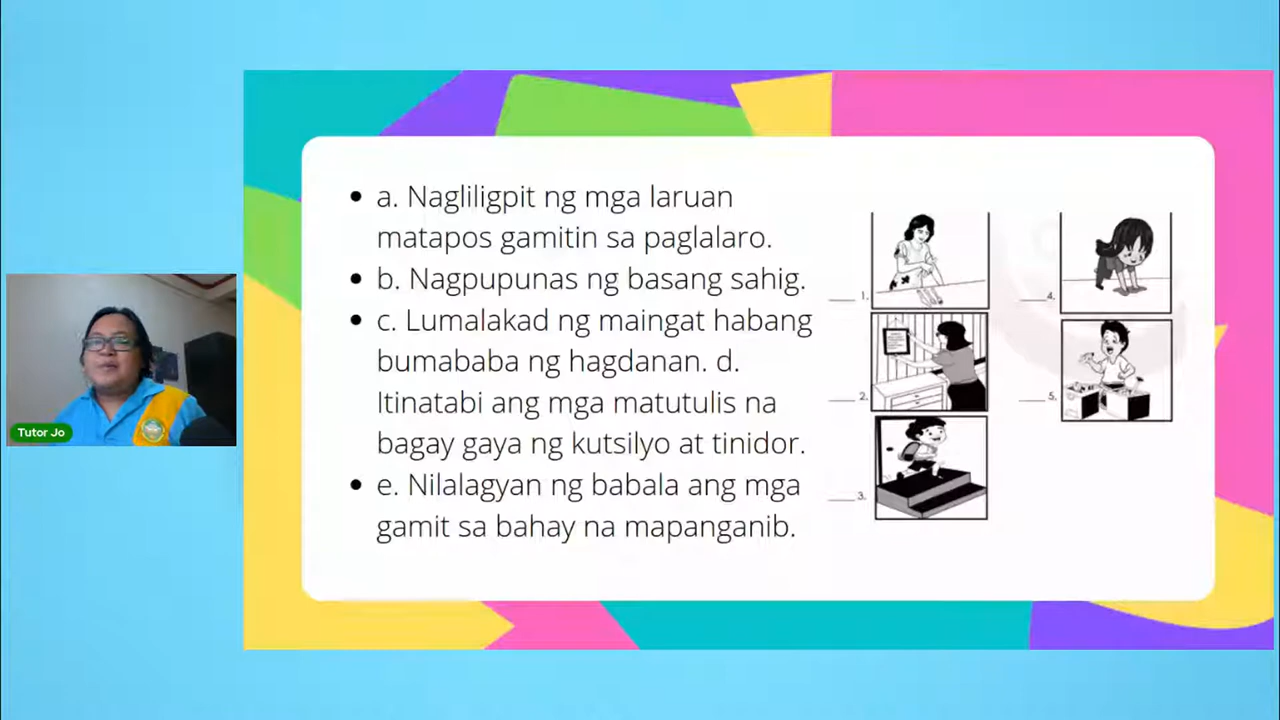 • a. Nagliligpit ng mga laruan
matapos gamitin sa paglalaro.
• b. Nagpupunas ng basang sahig.
• c. Lumalakad ng maingat habang
bumababa ng hagdanan. d.
Itinatabi ang mga matutulis na
bagay gaya ng kutsilyo at tinidor.
• e. Nilalagyan ng babala ang mga
gamit sa bahay na mapanganib.
___ 1.
___ 2.
___ 3.
___ 4.
___ 5.
Tutor Jo